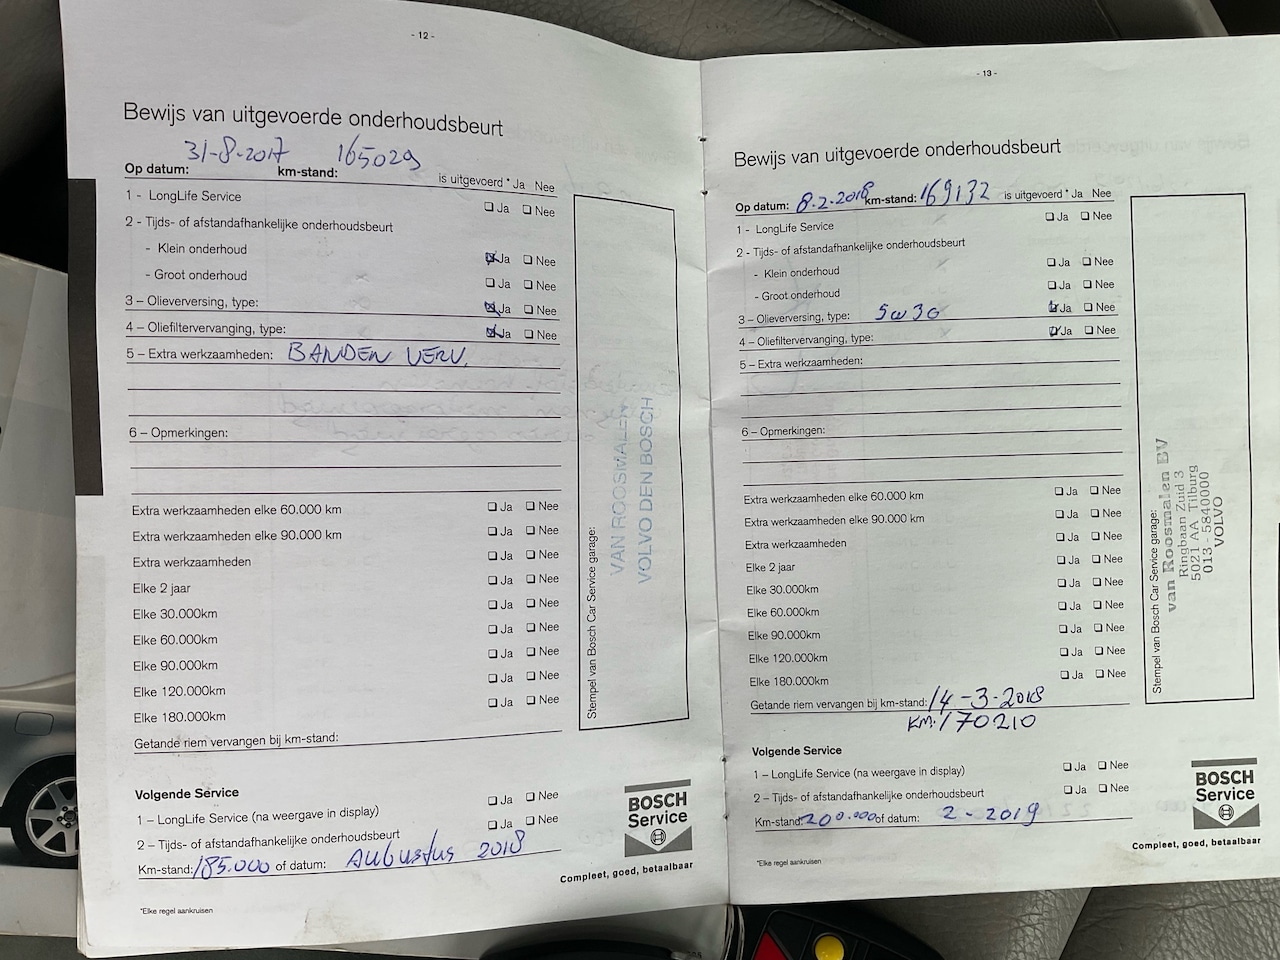 - 12 -
Bewijs van uitgevoerde onderhoudsbeurt
Op datum: 31-8-2017 km-stand: 165029 is uitgevoerd * Ja Nee
1 - LongLife Service Ja Nee
2 - Tijds- of afstandafhankelijke onderhoudsbeurt
- Klein onderhoud Ja Nee
- Groot onderhoud Ja Nee
3 – Olieverversing, type: Ja Nee
4 – Oliefiltervervanging, type: Ja Nee
5 – Extra werkzaamheden: BANDEN VERV.
6 – Opmerkingen:
Extra werkzaamheden elke 60.000 km Ja Nee
Extra werkzaamheden elke 90.000 km Ja Nee
Extra werkzaamheden Ja Nee
Elke 2 jaar Ja Nee
Elke 30.000km Ja Nee
Elke 60.000km Ja Nee
Elke 90.000km Ja Nee
Elke 120.000km Ja Nee
Elke 180.000km Ja Nee
Getande riem vervangen bij km-stand:
Stempel van Bosch Car Service garage:
VAN ROOSMALEN
VOLVO DEN BOSCH
Volgende Service
1 – LongLife Service (na weergave in display) Ja Nee
2 – Tijds- of afstandafhankelijke onderhoudsbeurt Ja Nee
Km-stand: 185.000 of datum: AUGUSTUS 2018
*Elke regel aankruisen
BOSCH
Service
Compleet, goed, betaalbaar
- 13 -
Bewijs van uitgevoerde onderhoudsbeurt
Op datum: 8.2.2018 km-stand: 169132 is uitgevoerd * Ja Nee
1 - LongLife Service Ja Nee
2 - Tijds- of afstandafhankelijke onderhoudsbeurt
- Klein onderhoud Ja Nee
- Groot onderhoud Ja Nee
3 – Olieverversing, type: 5w30 Ja Nee
4 – Oliefiltervervanging, type: Ja Nee
5 – Extra werkzaamheden:
6 – Opmerkingen:
Extra werkzaamheden elke 60.000 km Ja Nee
Extra werkzaamheden elke 90.000 km Ja Nee
Extra werkzaamheden Ja Nee
Elke 2 jaar Ja Nee
Elke 30.000km Ja Nee
Elke 60.000km Ja Nee
Elke 90.000km Ja Nee
Elke 120.000km Ja Nee
Elke 180.000km Ja Nee
Getande riem vervangen bij km-stand: 14-3-2018
KM: 170210
Stempel van Bosch Car Service garage:
van Roosmalen BV
Ringbaan Zuid 3
5021 AA Tilburg
013 - 5840000
VOLVO
Volgende Service
1 – LongLife Service (na weergave in display) Ja Nee
2 – Tijds- of afstandafhankelijke onderhoudsbeurt Ja Nee
Km-stand: 200.000 of datum: 2 - 2019
*Elke regel aankruisen
BOSCH
Service
Compleet, goed, betaalbaar